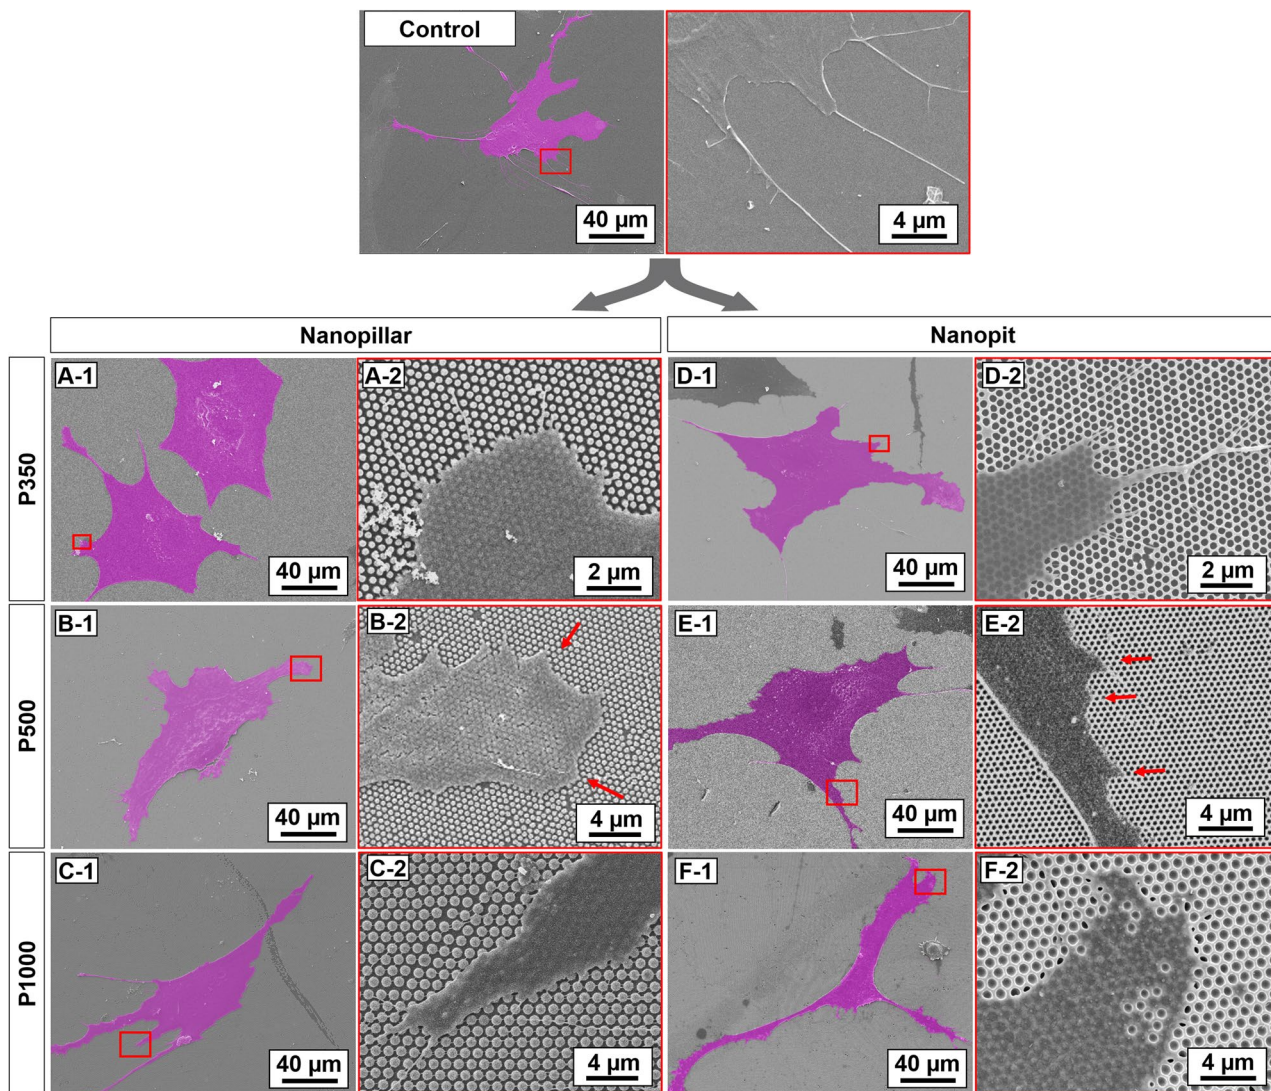 Control
40 µm
4 µm
Nanopillar
Nanopit
P350
A-1
40 µm
A-2
2 µm
D-1
40 µm
D-2
2 µm
P500
B-1
40 µm
B-2
4 µm
E-1
40 µm
E-2
4 µm
P1000
C-1
40 µm
C-2
4 µm
F-1
40 µm
F-2
4 µm